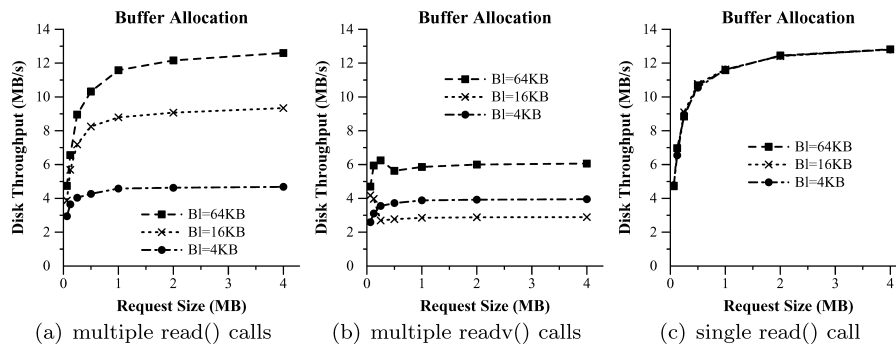 Buffer Allocation
14
12
10
8
6
4
2
0
Disk Throughput (MB/s)
Bl=64KB
Bl=16KB
Bl=4KB
0 1 2 3 4
Request Size (MB)
(a) multiple read() calls
Buffer Allocation
14
12
10
8
6
4
2
0
Disk Throughput (MB/s)
Bl=64KB
Bl=16KB
Bl=4KB
0 1 2 3 4
Request Size (MB)
(b) multiple readv() calls
Buffer Allocation
14
12
10
8
6
4
2
0
Disk Throughput (MB/s)
Bl=64KB
Bl=16KB
Bl=4KB
0 1 2 3 4
Request Size (MB)
(c) single read() call